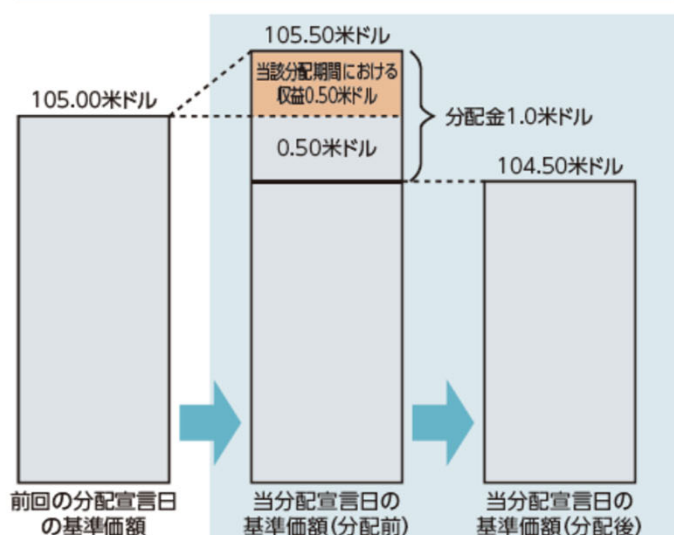 105.50米ドル
当該分配期間における
収益0.50米ドル
105.00米ドル
分配金1.0米ドル
0.50米ドル
104.50米ドル
前回の分配宣言日
の基準価額
当分配宣言日の
基準価額(分配前)
当分配宣言日の
基準価額(分配後)